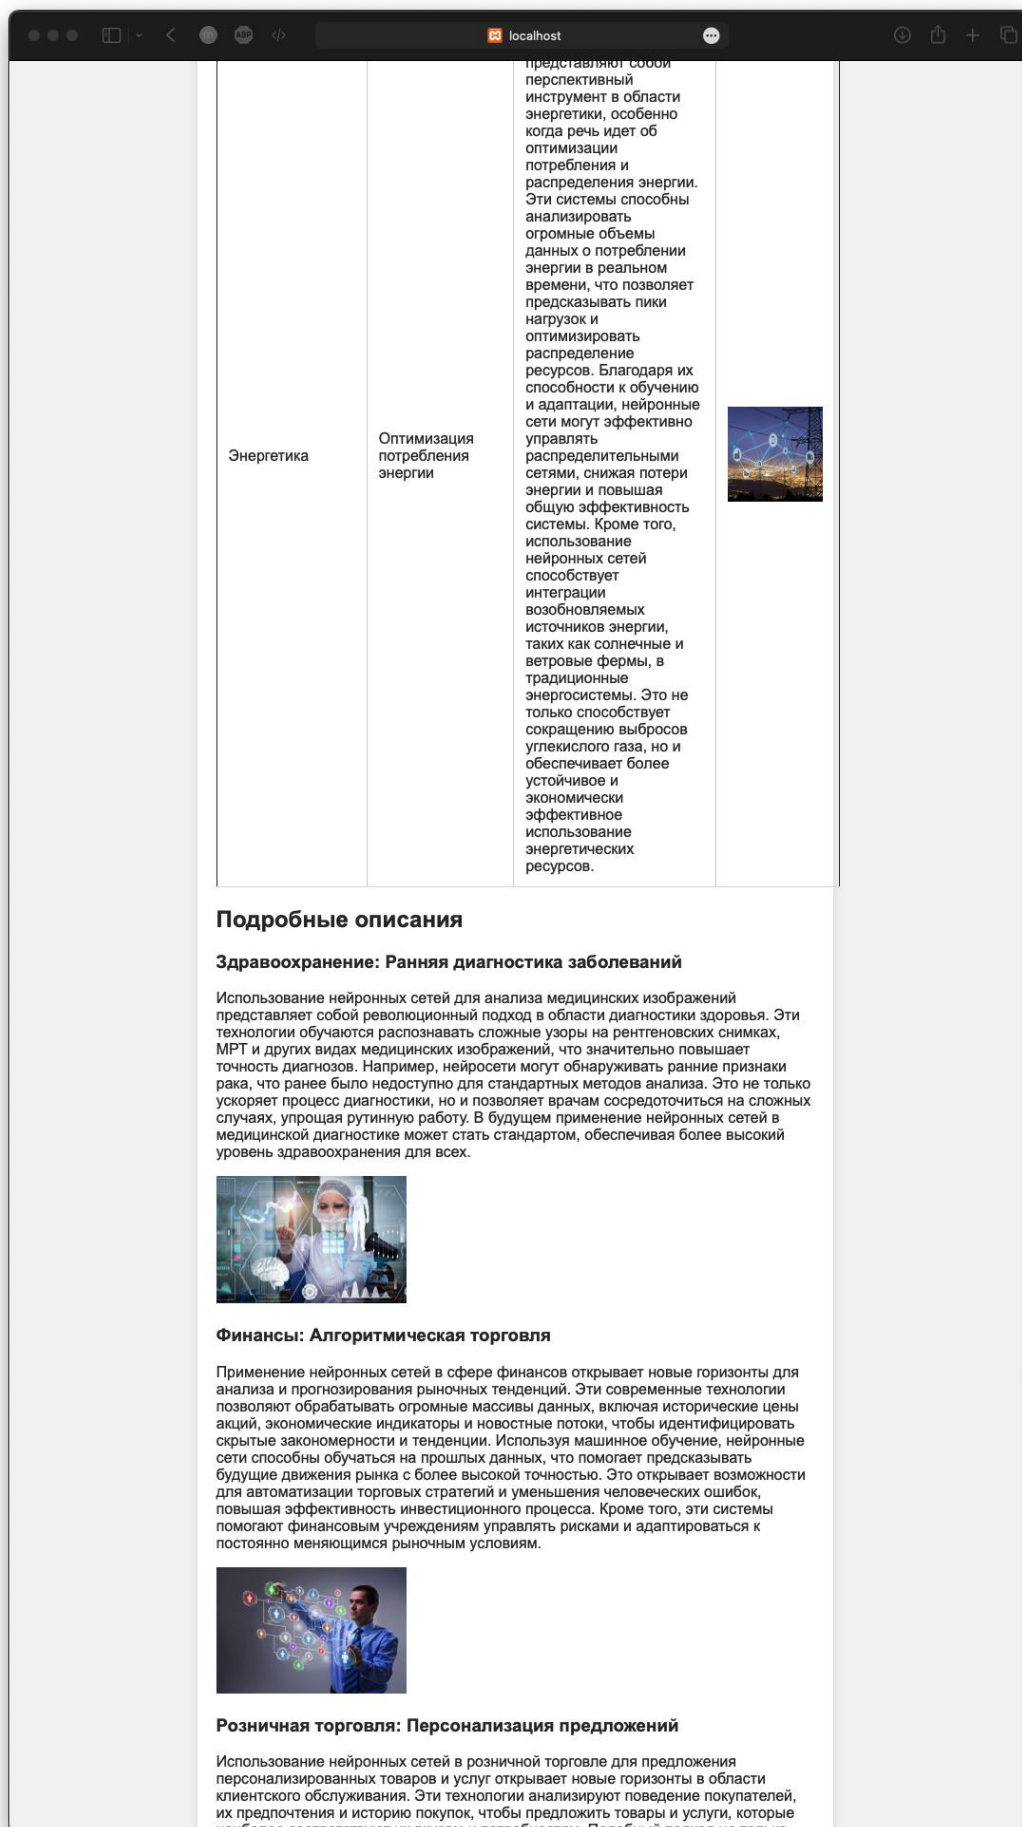 localhost
представляют собой
перспективный
инструмент в области
энергетики, особенно
когда речь идет об
оптимизации
потребления и
распределения энергии.
Эти системы способны
анализировать
огромные объемы
данных о потреблении
энергии в реальном
времени, что позволяет
предсказывать пики
нагрузок и
оптимизировать
распределение
ресурсов. Благодаря их
способности к обучению
и адаптации, нейронные
сети могут эффективно
управлять
распределительными
сетями, снижая потери
энергии и повышая
общую эффективность
системы. Кроме того,
использование
нейронных сетей
способствует
интеграции
возобновляемых
источников энергии,
таких как солнечные и
ветровые фермы, в
традиционные
энергосистемы. Это не
только способствует
сокращению выбросов
углекислого газа, но и
обеспечивает более
устойчивое и
экономически
эффективное
использование
энергетических
ресурсов.
Энергетика
Оптимизация
потребления
энергии
Подробные описания
Здравоохранение: Ранняя диагностика заболеваний
Использование нейронных сетей для анализа медицинских изображений
представляет собой революционный подход в области диагностики здоровья. Эти
технологии обучаются распознавать сложные узоры на рентгеновских снимках,
МРТ и других видах медицинских изображений, что значительно повышает
точность диагнозов. Например, нейросети могут обнаруживать ранние признаки
рака, что ранее было недоступно для стандартных методов анализа. Это не только
ускоряет процесс диагностики, но и позволяет врачам сосредоточиться на сложных
случаях, упрощая рутинную работу. В будущем применение нейронных сетей в
медицинской диагностике может стать стандартом, обеспечивая более высокий
уровень здравоохранения для всех.
Финансы: Алгоритмическая торговля
Применение нейронных сетей в сфере финансов открывает новые горизонты для
анализа и прогнозирования рыночных тенденций. Эти современные технологии
позволяют обрабатывать огромные массивы данных, включая исторические цены
акций, экономические индикаторы и новостные потоки, чтобы идентифицировать
скрытые закономерности и тенденции. Используя машинное обучение, нейронные
сети способны обучаться на прошлых данных, что помогает предсказывать
будущие движения рынка с более высокой точностью. Это открывает возможности
для автоматизации торговых стратегий и уменьшения человеческих ошибок,
повышая эффективность инвестиционного процесса. Кроме того, эти системы
помогают финансовым учреждениям управлять рисками и адаптироваться к
постоянно меняющимся рыночным условиям.
Розничная торговля: Персонализация предложений
Использование нейронных сетей в розничной торговле для предложения
персонализированных товаров и услуг открывает новые горизонты в области
клиентского обслуживания. Эти технологии анализируют поведение покупателей,
их предпочтения и историю покупок, чтобы предложить товары и услуги, которые